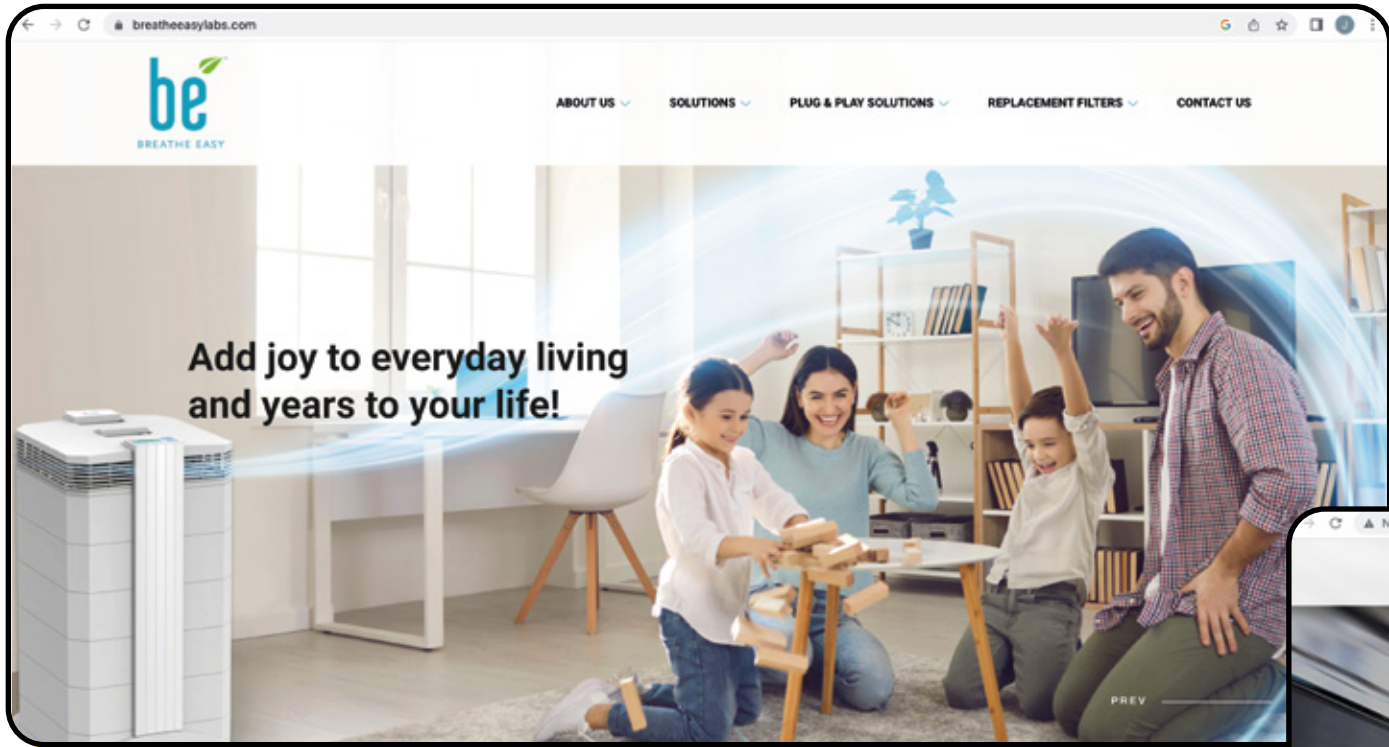 breatheeasylabs.com
be
BREATHE EASY
ABOUT US
SOLUTIONS
PLUG & PLAY SOLUTIONS
REPLACEMENT FILTERS
CONTACT US
Add joy to everyday living
and years to your life!
PREV